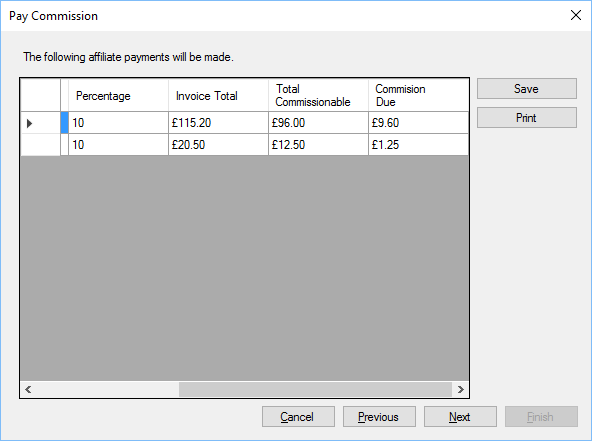 Pay Commission
The following affiliate payments will be made.
Percentage Invoice Total Total Commissionable Commision Due
10 £115.20 £96.00 £9.60
10 £20.50 £12.50 £1.25
Save
Print
Cancel Previous Next Finish